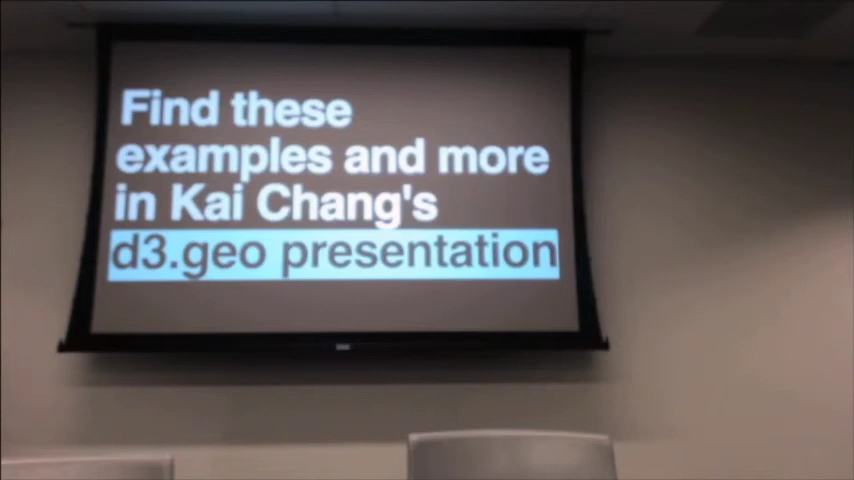 Find these
examples and more
in Kai Chang's
d3.geo presentation